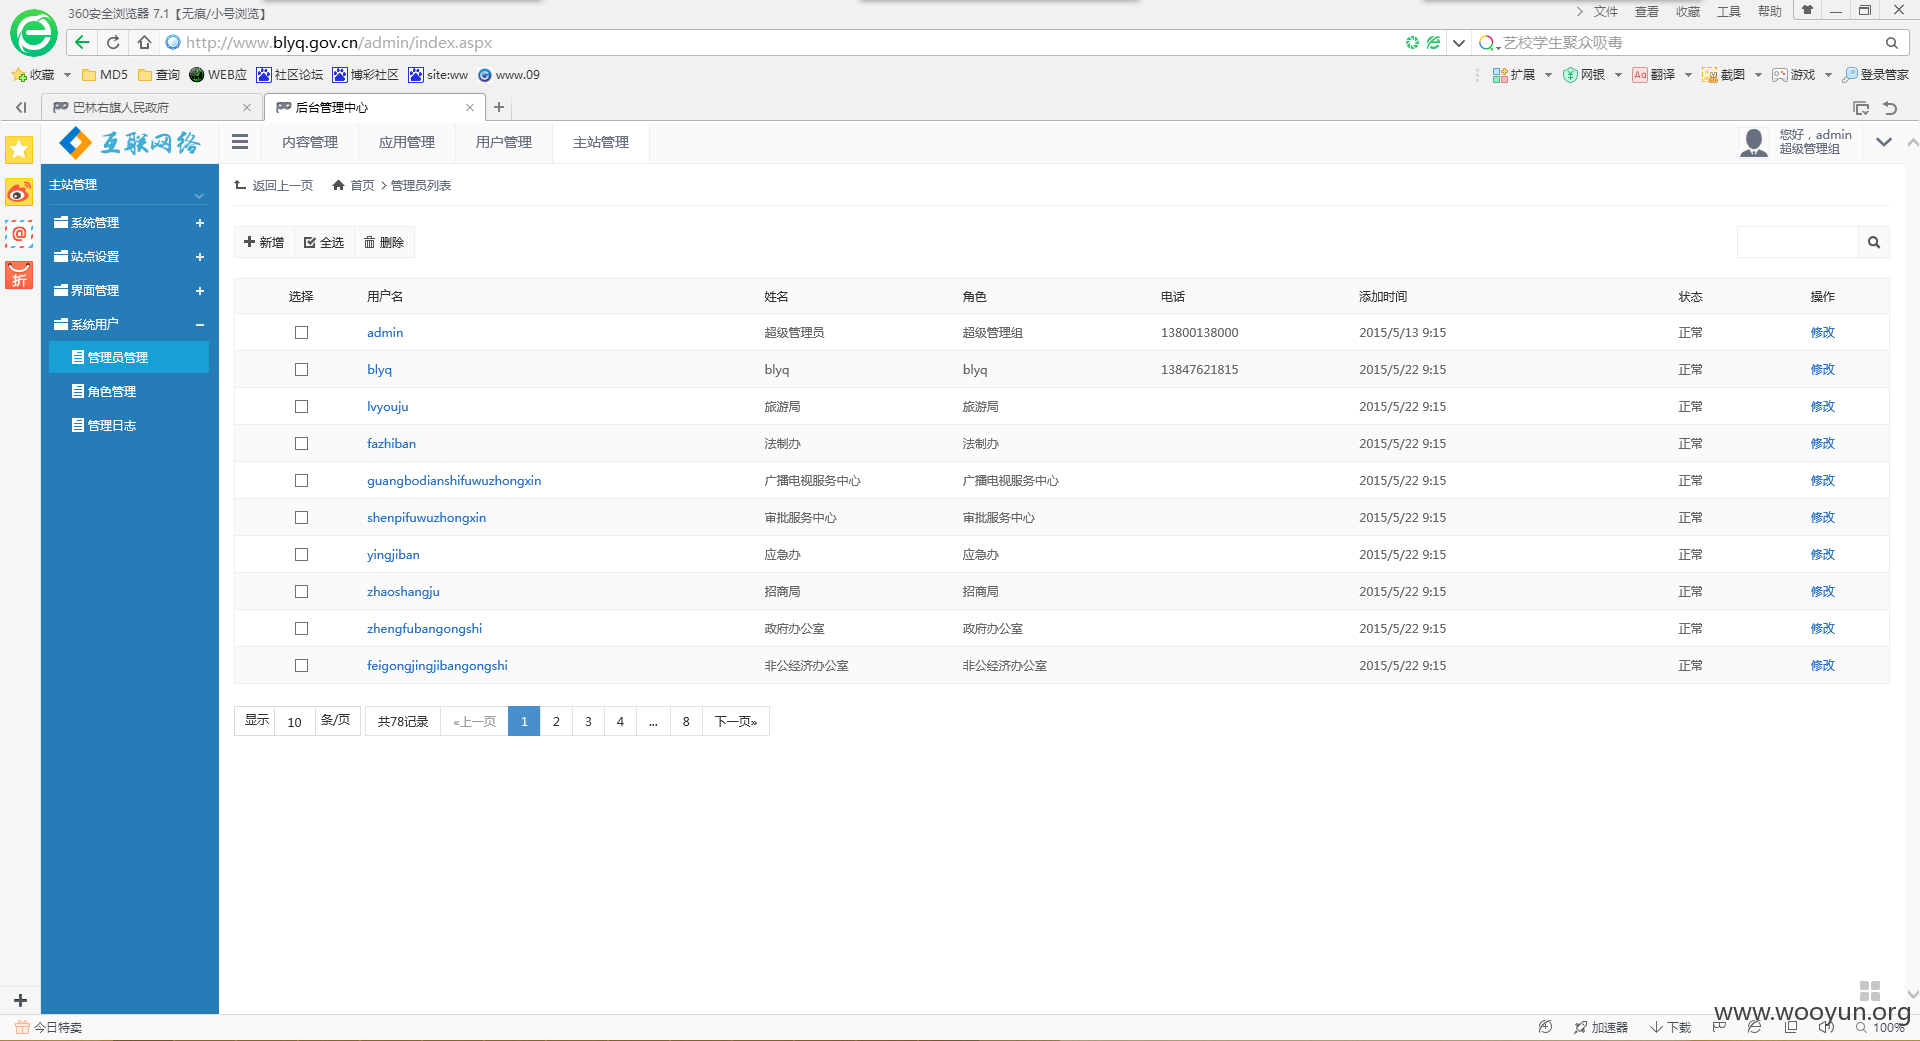 360安全浏览器 7.1【无痕/小号浏览】
文件 查看 收藏 工具 帮助
http://www.blyq.gov.cn/admin/index.aspx
艺校学生聚众吸毒
收藏 MD5 查询 WEB应 社区论坛 博彩社区 site:ww www.09
扩展 网银 翻译 截图 游戏 登录管家
巴林右旗人民政府 后台管理中心
互联网络
内容管理 应用管理 用户管理 主站管理
您好，admin
超级管理组
折
主站管理
系统管理
站点设置
界面管理
系统用户
管理员管理
角色管理
管理日志
返回上一页 首页 管理员列表
新增 全选 删除
选择 用户名 姓名 角色 电话 添加时间 状态 操作
admin 超级管理员 超级管理组 13800138000 2015/5/13 9:15 正常 修改
blyq blyq blyq 13847621815 2015/5/22 9:15 正常 修改
lvyouju 旅游局 旅游局 2015/5/22 9:15 正常 修改
fazhiban 法制办 法制办 2015/5/22 9:15 正常 修改
guangbodianshifuwuzhongxin 广播电视服务中心 广播电视服务中心 2015/5/22 9:15 正常 修改
shenpifuwuzhongxin 审批服务中心 审批服务中心 2015/5/22 9:15 正常 修改
yingjiban 应急办 应急办 2015/5/22 9:15 正常 修改
zhaoshangju 招商局 招商局 2015/5/22 9:15 正常 修改
zhengfubangongshi 政府办公室 政府办公室 2015/5/22 9:15 正常 修改
feigongjingjibangongshi 非公经济办公室 非公经济办公室 2015/5/22 9:15 正常 修改
显示 10 条/页 共78记录 «上一页 1 2 3 4 ... 8 下一页»
www.wooyun.org
今日特卖
加速器 下载 100%